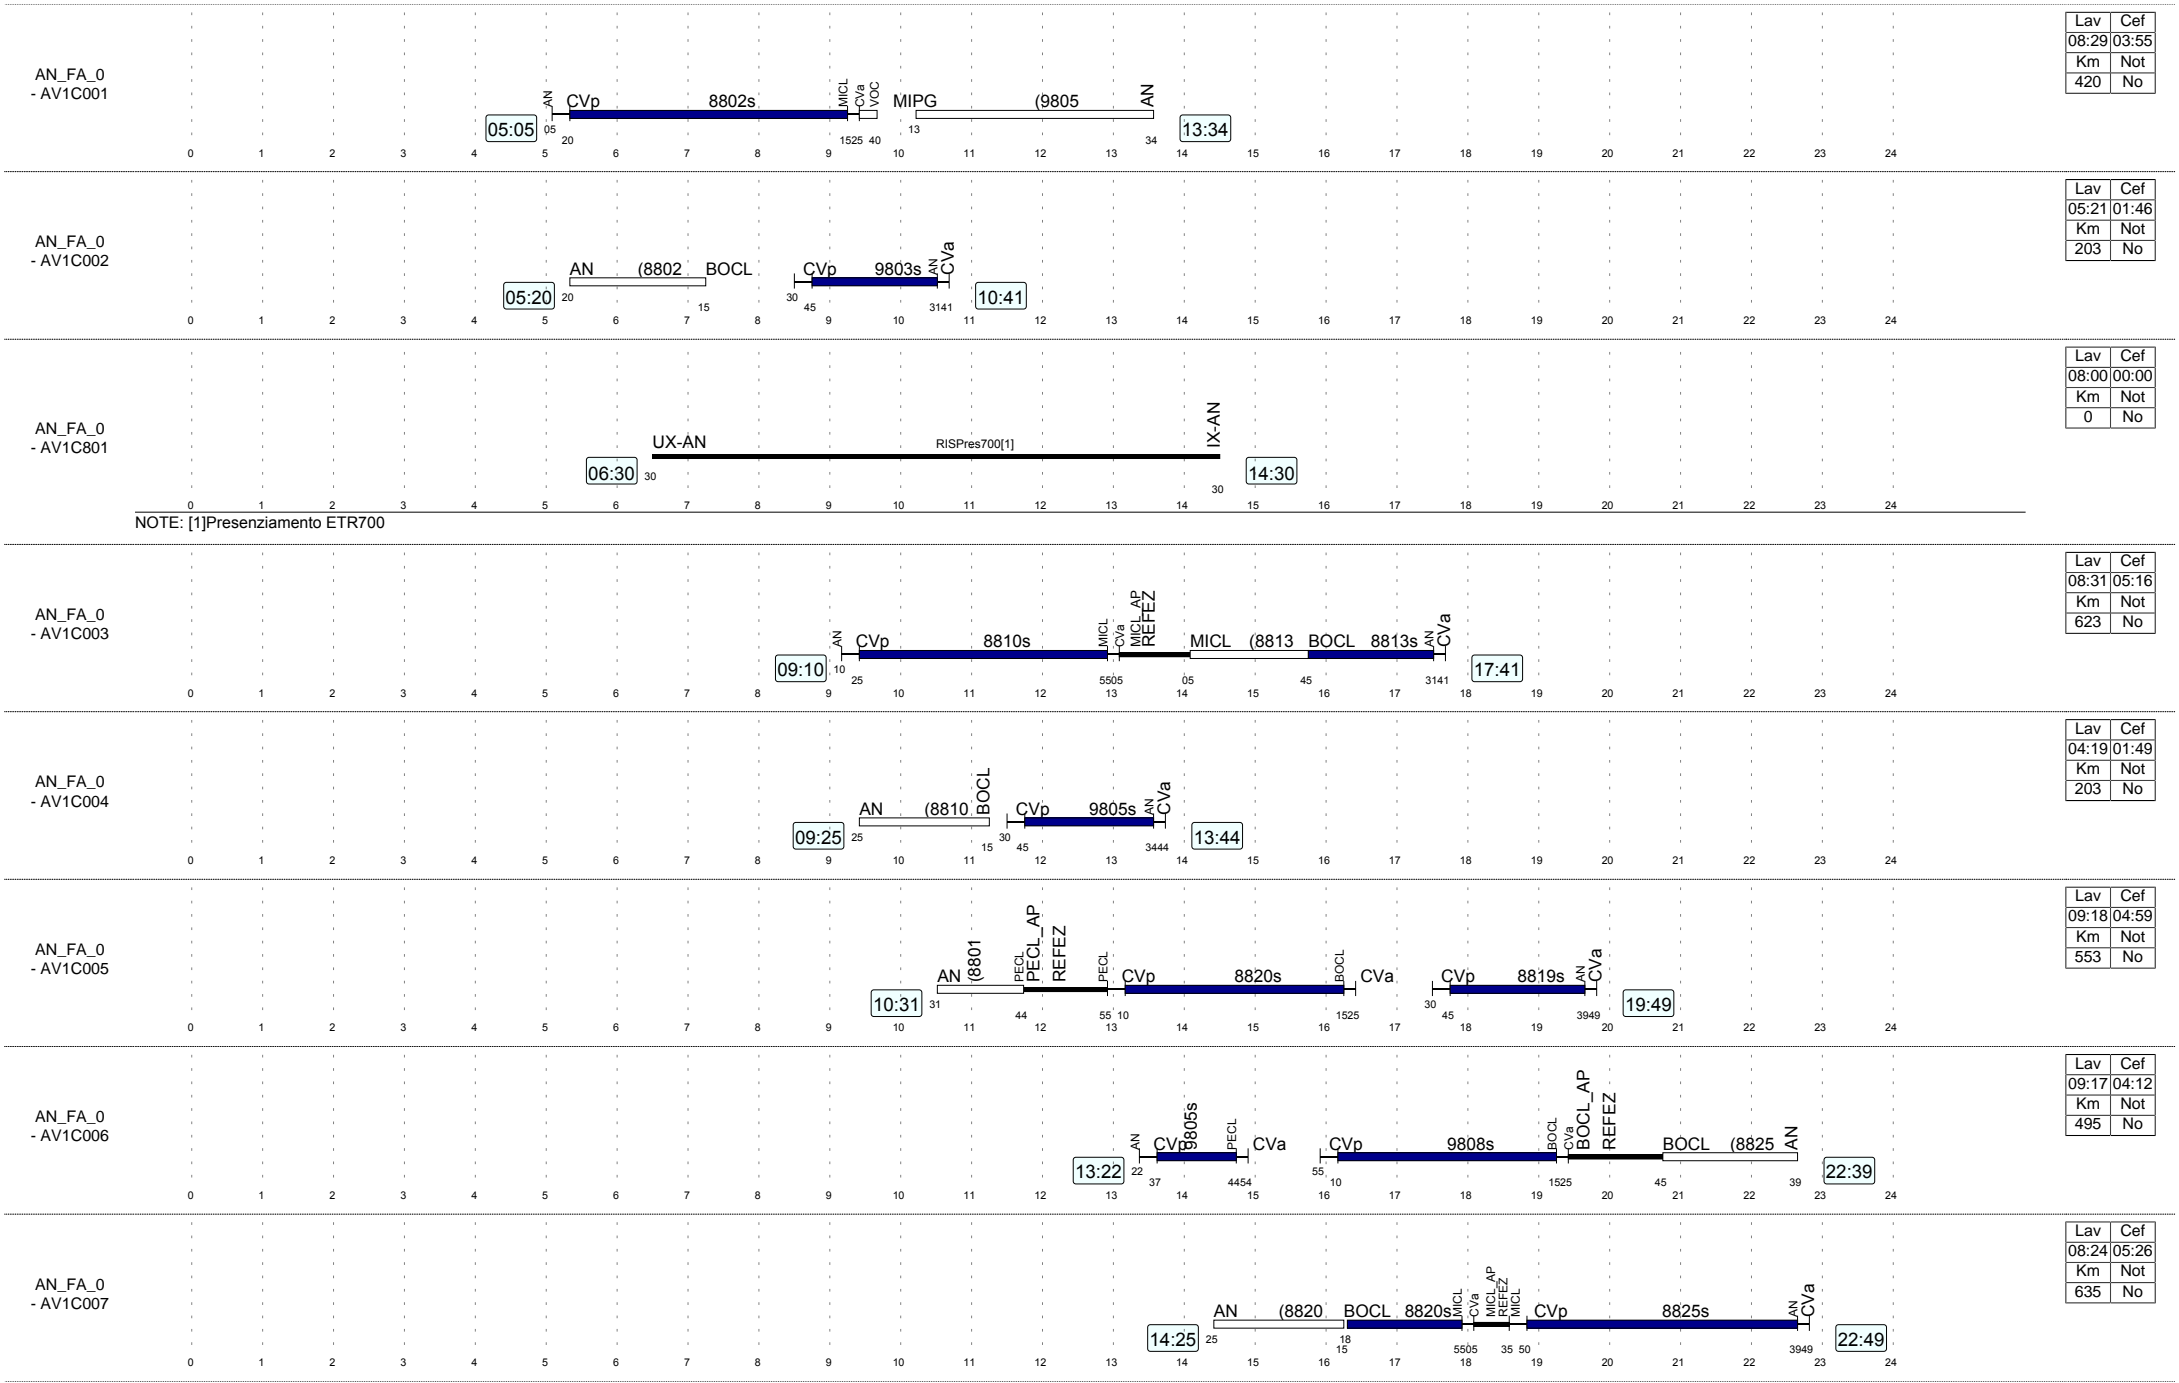 Lav Cef
08:29 03:55
Km Not
420 No
AN_FA_0
- AV1C001
AN CVp 8802s MICL CVa VOC MIPG (9805 AN
05:05 05 20 1525 40 13 34 13:34
0 1 2 3 4 5 6 7 8 9 10 11 12 13 14 15 16 17 18 19 20 21 22 23 24
Lav Cef
05:21 01:46
Km Not
203 No
AN_FA_0
- AV1C002
AN (8802 BOCL CVp 9803s AN CVa
05:20 20 15 30 45 3141 10:41
0 1 2 3 4 5 6 7 8 9 10 11 12 13 14 15 16 17 18 19 20 21 22 23 24
Lav Cef
08:00 00:00
Km Not
0 No
AN_FA_0
- AV1C801
UX-AN RISPres700[1] IX-AN
06:30 30 30 14:30
0 1 2 3 4 5 6 7 8 9 10 11 12 13 14 15 16 17 18 19 20 21 22 23 24
NOTE: [1]Presenziamento ETR700
Lav Cef
08:31 05:16
Km Not
623 No
AN_FA_0
- AV1C003
AN CVp 8810s MICL CVa MICL_AP REFEZ MICL (8813 BOCL 8813s AN CVa
09:10 10 25 5505 05 45 3141 17:41
0 1 2 3 4 5 6 7 8 9 10 11 12 13 14 15 16 17 18 19 20 21 22 23 24
Lav Cef
04:19 01:49
Km Not
203 No
AN_FA_0
- AV1C004
AN (8810 BOCL CVp 9805s AN CVa
09:25 25 15 30 45 3444 13:44
0 1 2 3 4 5 6 7 8 9 10 11 12 13 14 15 16 17 18 19 20 21 22 23 24
Lav Cef
09:18 04:59
Km Not
553 No
AN_FA_0
- AV1C005
AN (8801 PECL PECL_AP REFEZ PECL CVp 8820s BOCL CVa CVp 8819s AN CVa
10:31 31 44 55 10 1525 30 45 3949 19:49
0 1 2 3 4 5 6 7 8 9 10 11 12 13 14 15 16 17 18 19 20 21 22 23 24
Lav Cef
09:17 04:12
Km Not
495 No
AN_FA_0
- AV1C006
AN CVp 9805s PECL CVa CVp 9808s BOCL CVa BOCL_AP REFEZ BOCL (8825 AN
13:22 22 37 4454 55 10 1525 45 39 22:39
0 1 2 3 4 5 6 7 8 9 10 11 12 13 14 15 16 17 18 19 20 21 22 23 24
Lav Cef
08:24 05:26
Km Not
635 No
AN_FA_0
- AV1C007
AN (8820 BOCL 8820s MICL CVa MICL_AP REFEZ MICL CVp 8825s AN CVa
14:25 25 18 15 5505 35 50 3949 22:49
0 1 2 3 4 5 6 7 8 9 10 11 12 13 14 15 16 17 18 19 20 21 22 23 24